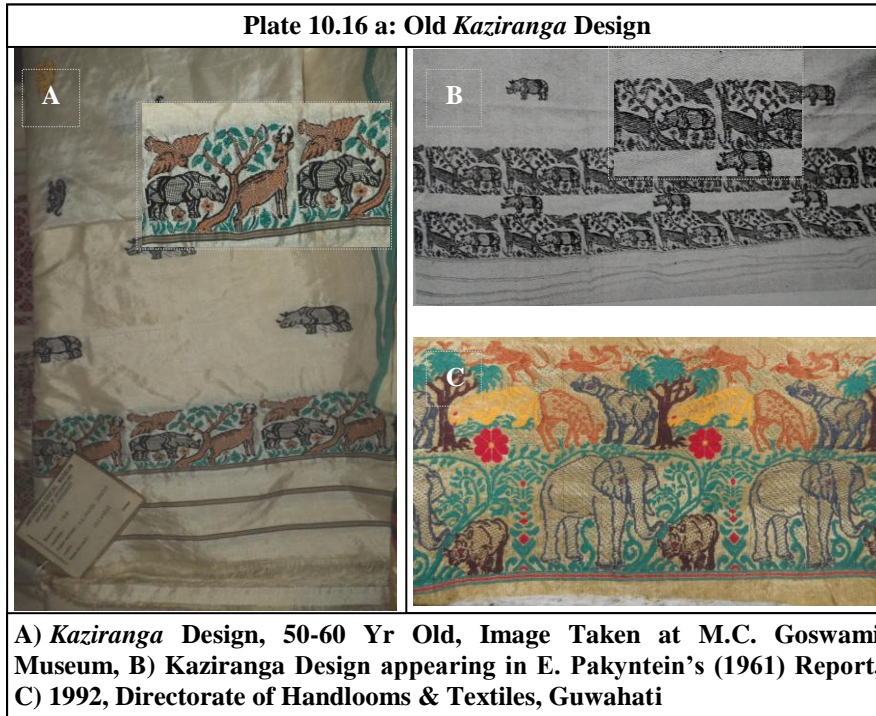 Plate 10.16 a: Old Kaziranga Design
A
B
C
A) Kaziranga Design, 50-60 Yr Old, Image Taken at M.C. Goswami
Museum, B) Kaziranga Design appearing in E. Pakyntein's (1961) Report,
C) 1992, Directorate of Handlooms & Textiles, Guwahati